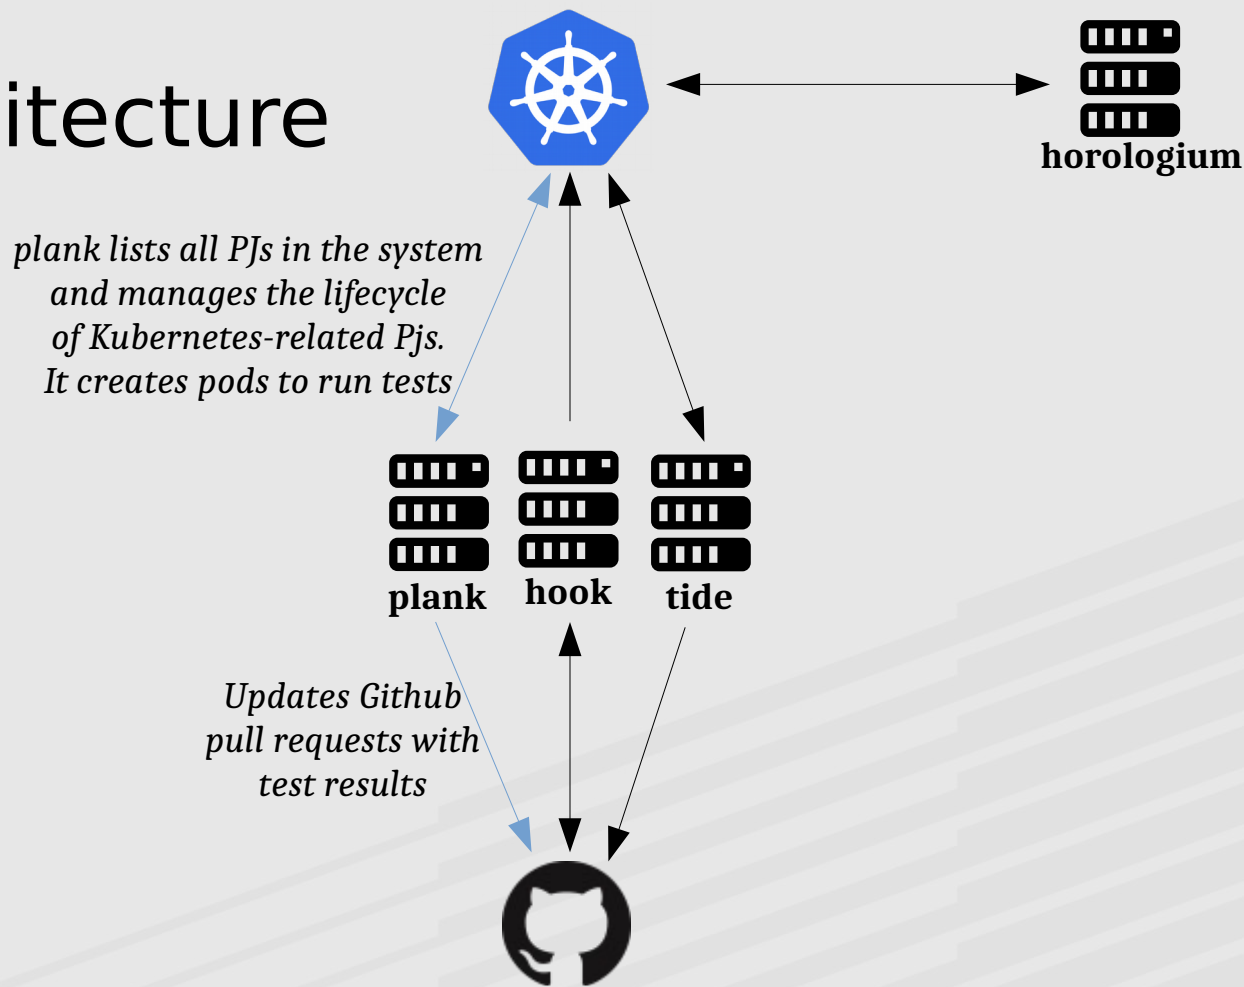 itecture
horologium
plank lists all PJs in the system
and manages the lifecycle
of Kubernetes-related Pjs.
It creates pods to run tests
plank
hook
tide
Updates Github
pull requests with
test results